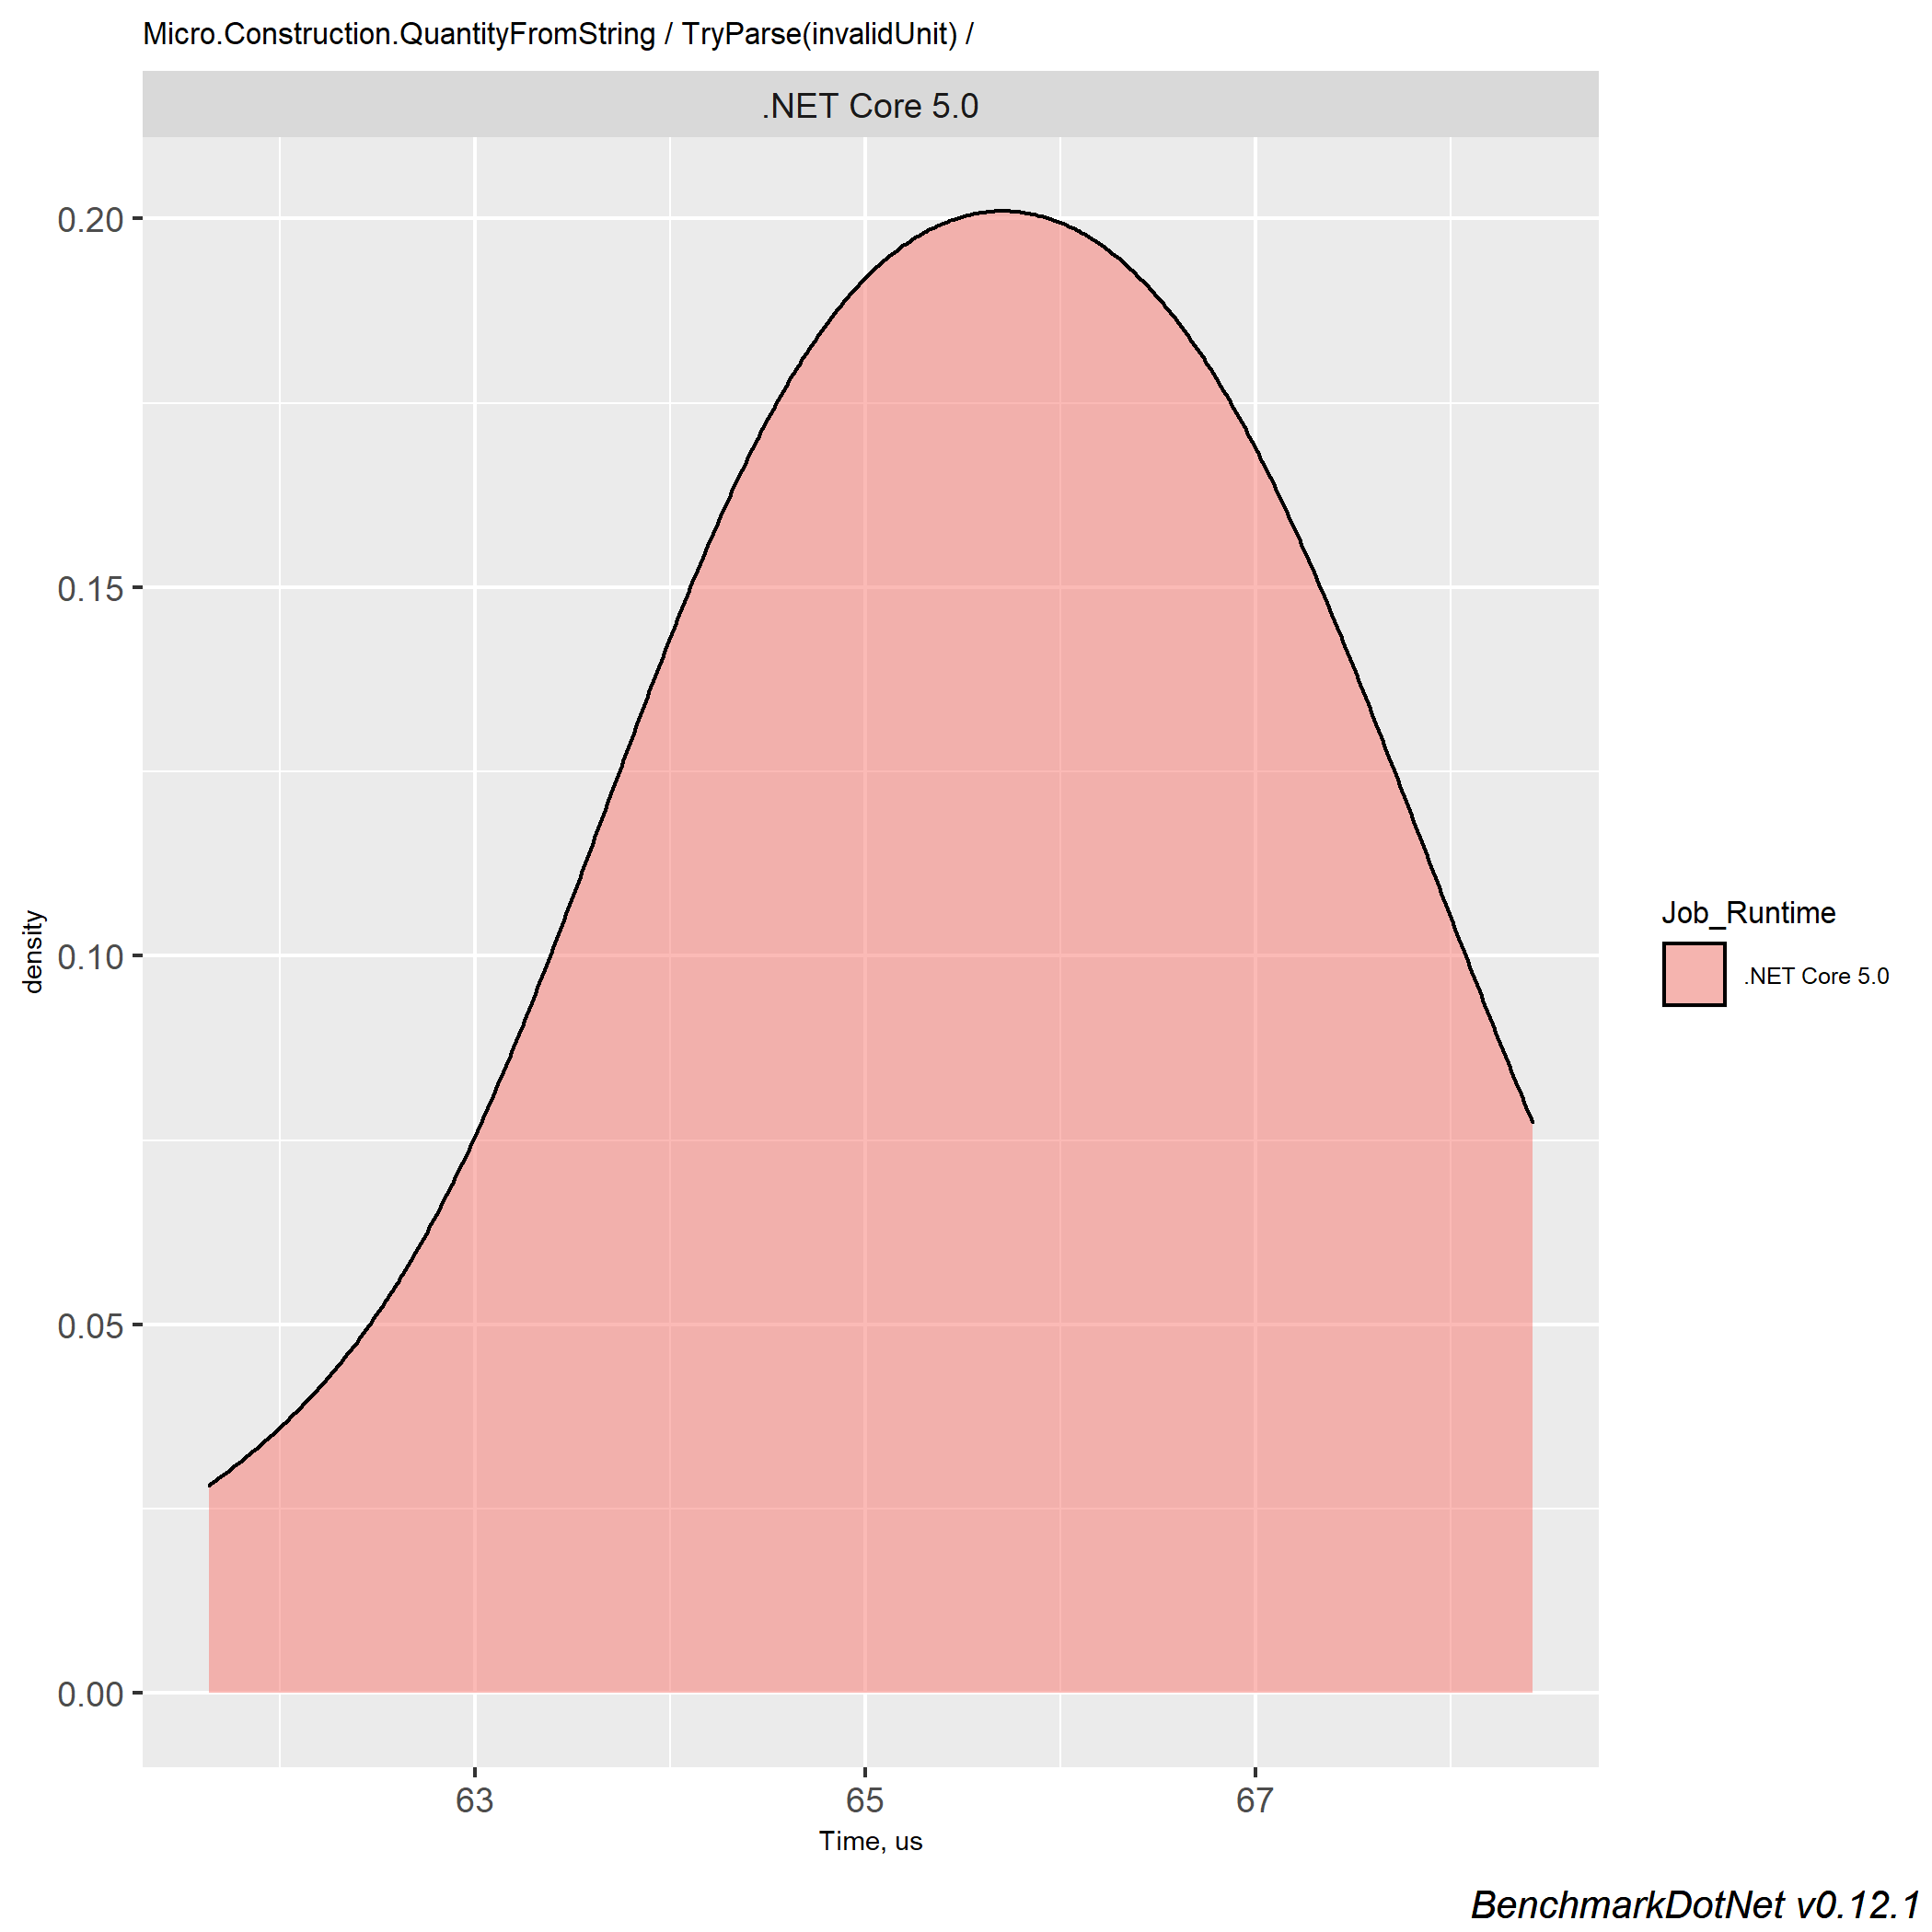 Micro.Construction.QuantityFromString / TryParse(invalidUnit) /
.NET Core 5.0
0.20
0.15
0.10
0.05
0.00
density
63 65 67
Time, us
Job_Runtime
.NET Core 5.0
BenchmarkDotNet v0.12.1